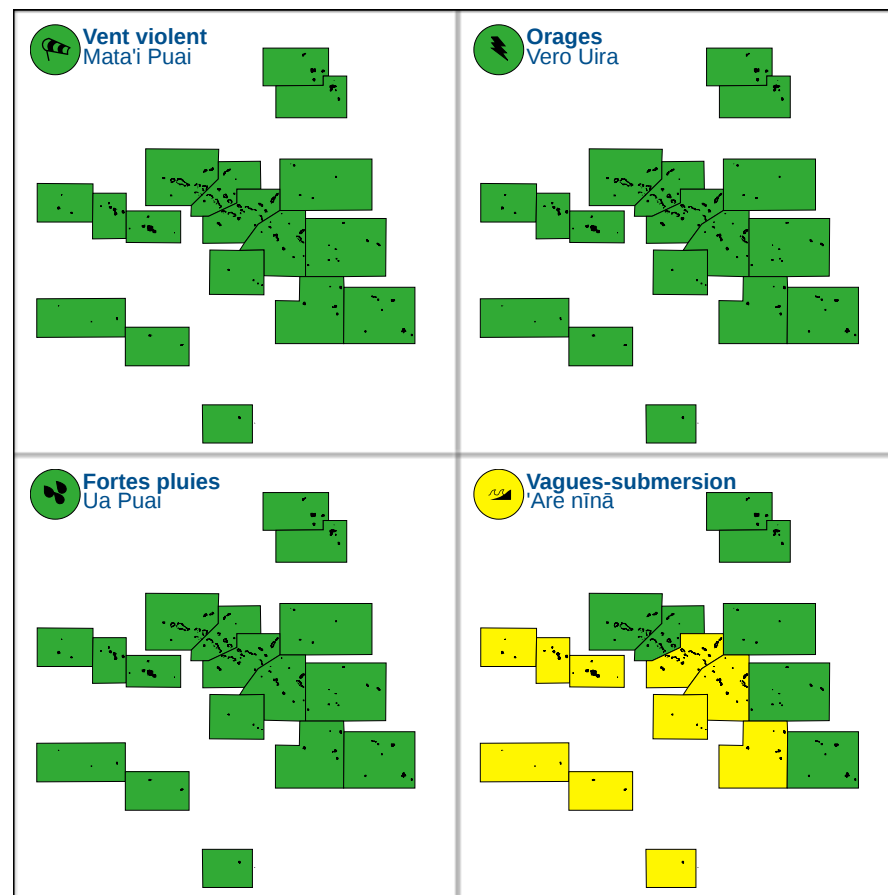 Vent violent
Mata'i Puai
Orages
Vero Uira
Fortes pluies
Ua Puai
Vagues-submersion
'Are nīnā